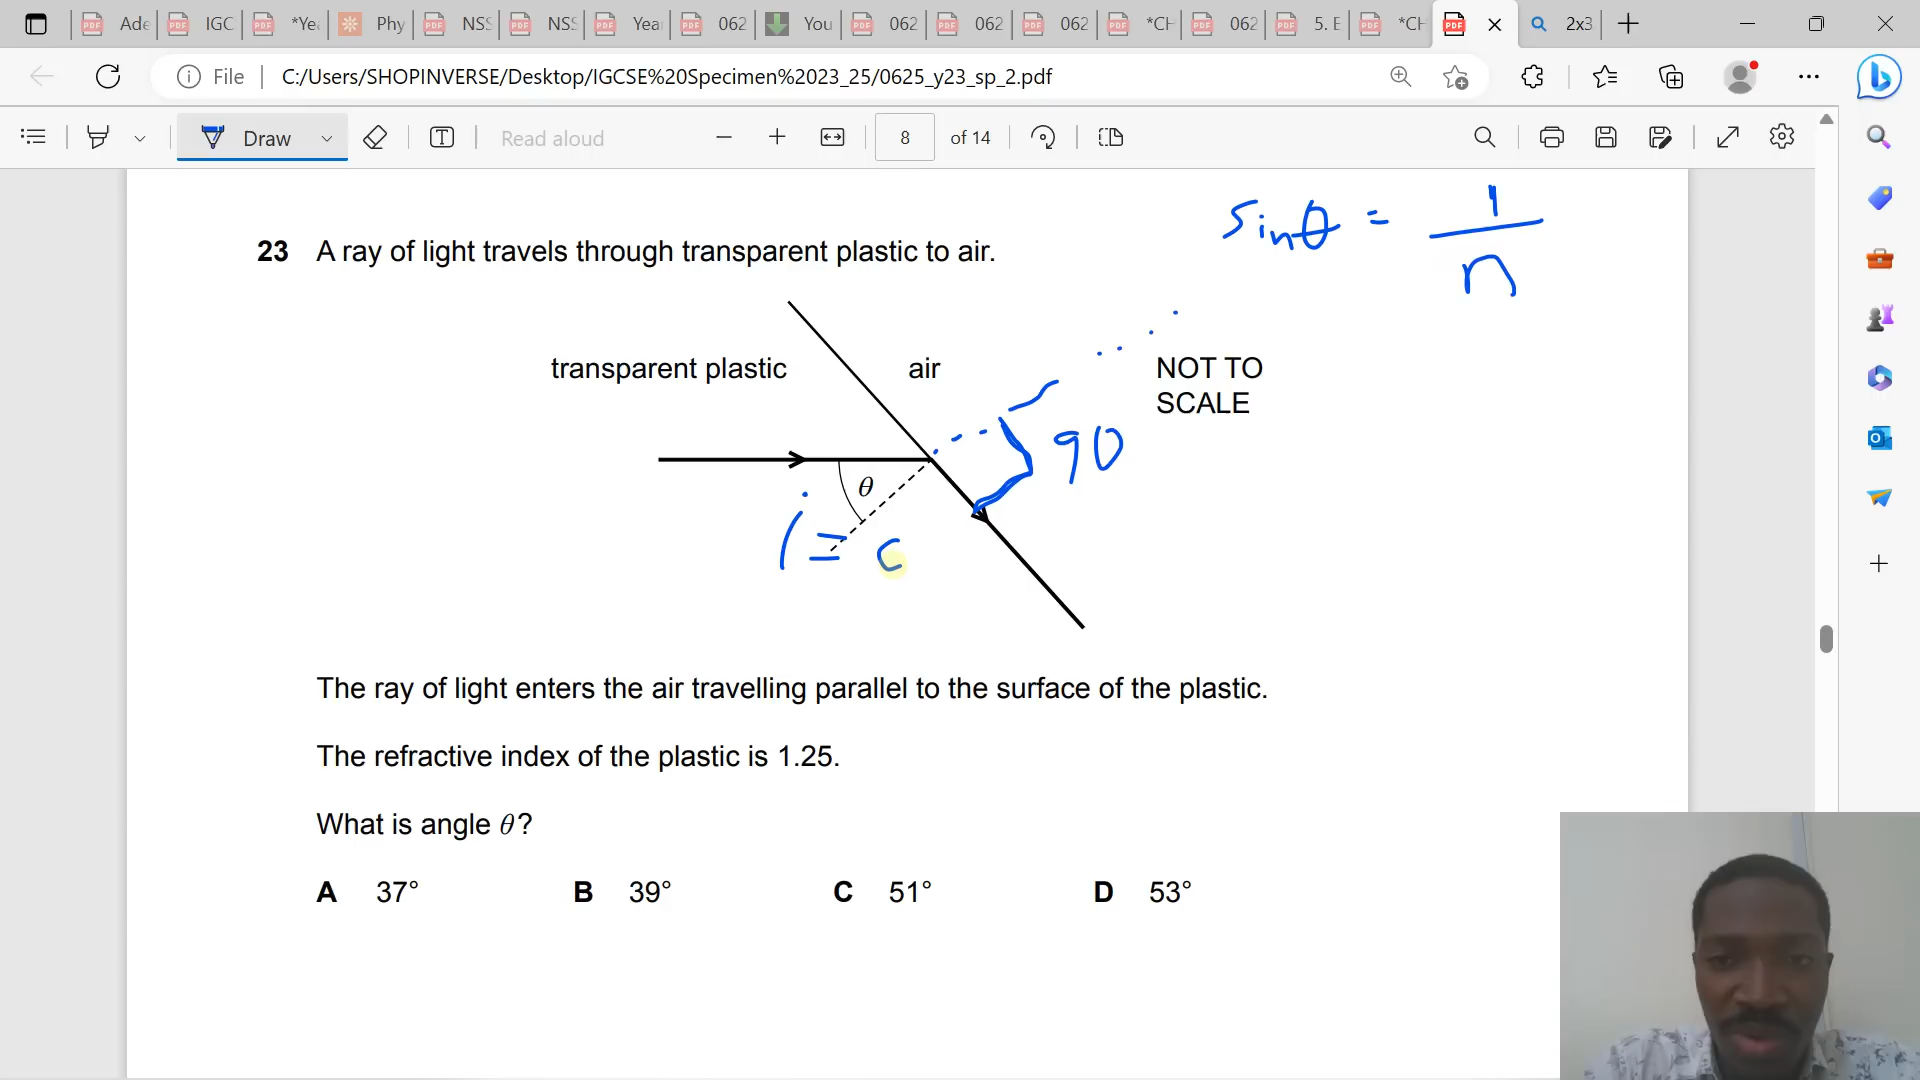 Ade
IGC
*Yea
Phy
NSS
NSS
Year
062
You
062
062
062
*CH
062
5. E
*CH
2x3
File
C:/Users/SHOPINVERSE/Desktop/IGCSE%20Specimen%2023_25/0625_y23_sp_2.pdf
Draw
Read aloud
8 of 14
sinθ = 1/n
23 A ray of light travels through transparent plastic to air.
transparent plastic
air
NOT TO
SCALE
90
θ
i = c
The ray of light enters the air travelling parallel to the surface of the plastic.
The refractive index of the plastic is 1.25.
What is angle θ?
A 37° B 39° C 51° D 53°